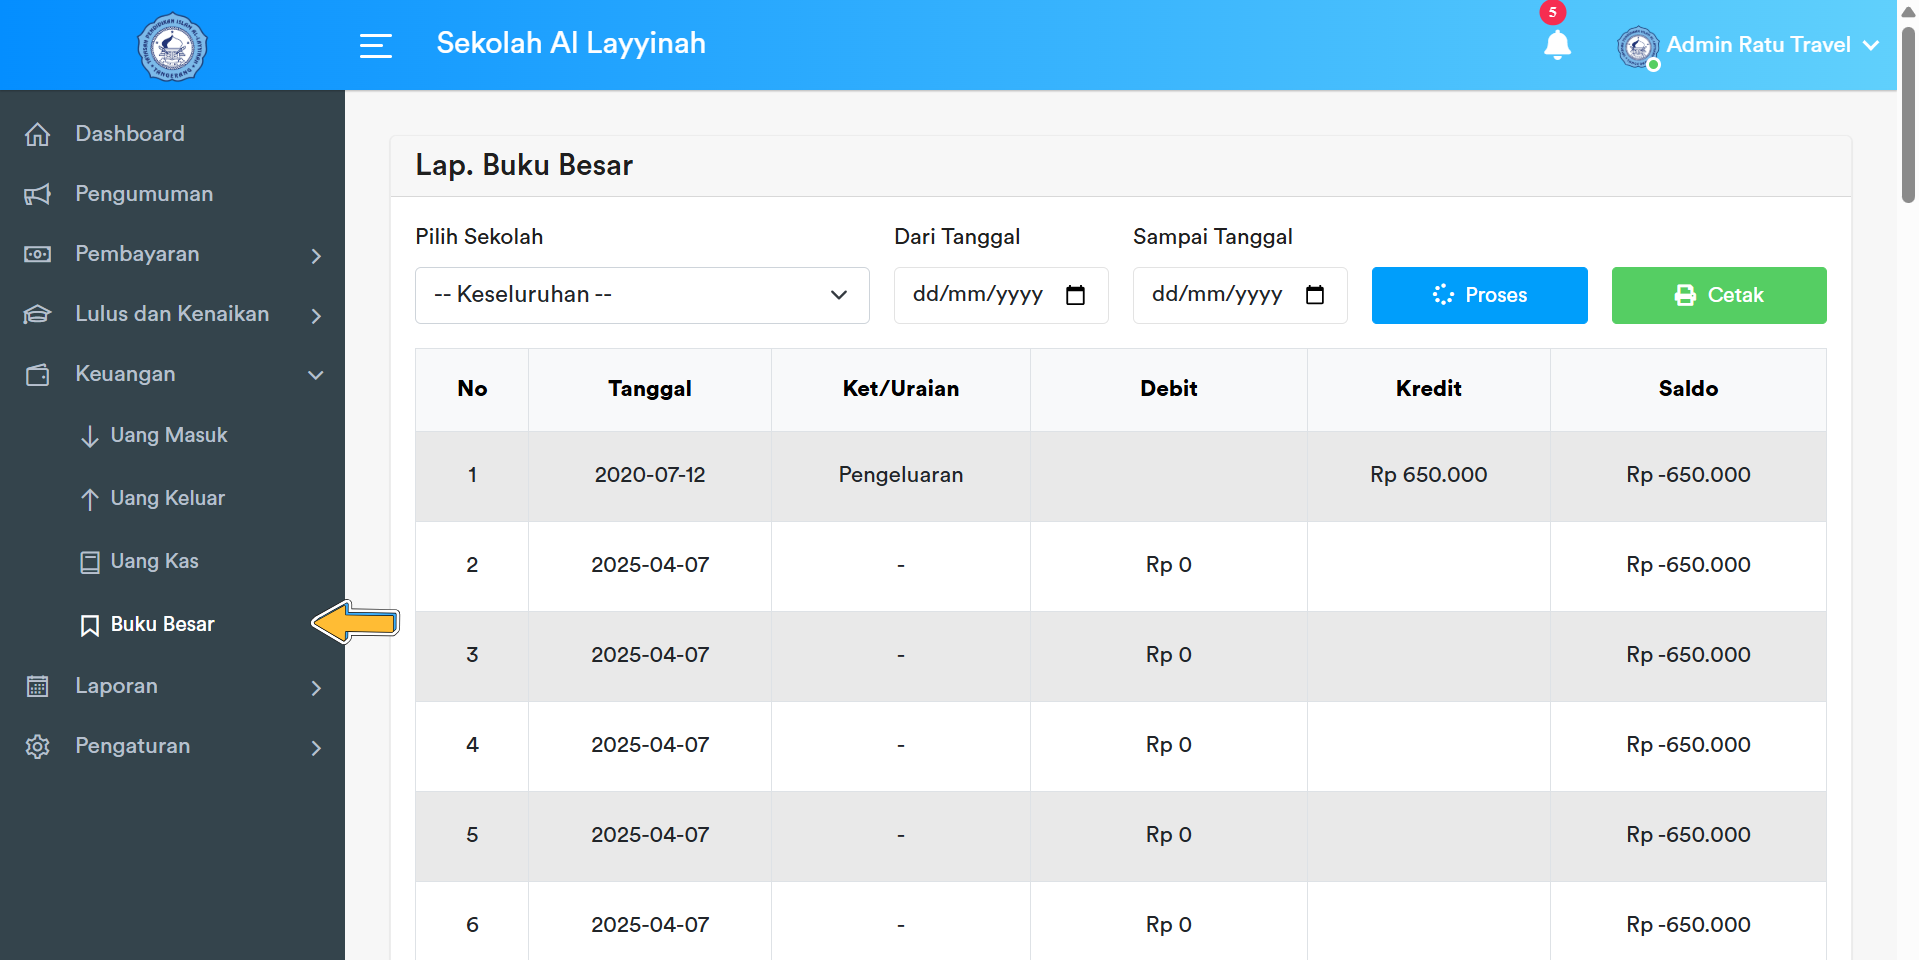 Sekolah Al Layyinah
5
Admin Ratu Travel
Dashboard
Pengumuman
Pembayaran
Lulus dan Kenaikan
Keuangan
Uang Masuk
Uang Keluar
Uang Kas
Buku Besar
Laporan
Pengaturan
Lap. Buku Besar
Pilih Sekolah
Dari Tanggal
Sampai Tanggal
-- Keseluruhan --
dd/mm/yyyy
dd/mm/yyyy
Proses
Cetak
No Tanggal Ket/Uraian Debit Kredit Saldo
1 2020-07-12 Pengeluaran Rp 650.000 Rp -650.000
2 2025-04-07 - Rp 0 Rp -650.000
3 2025-04-07 - Rp 0 Rp -650.000
4 2025-04-07 - Rp 0 Rp -650.000
5 2025-04-07 - Rp 0 Rp -650.000
6 2025-04-07 - Rp 0 Rp -650.000